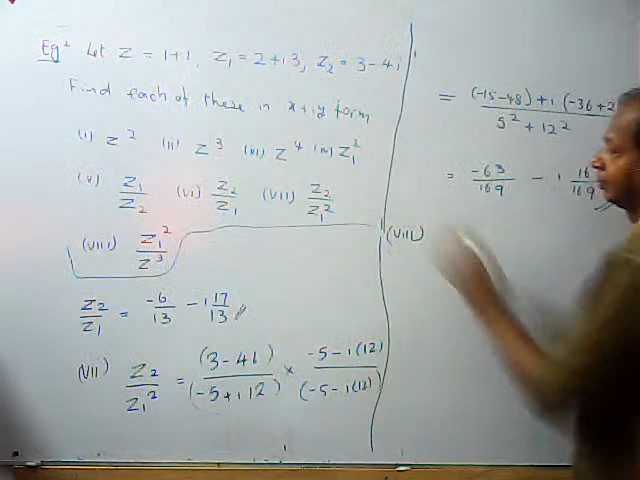 Eg: Let z = 1+i, z₁ = 2+i3, z₂ = 3-4i
Find each of these in x+iy form
(i) z² (ii) z³ (iii) z⁴ (iv) z₁²
(v) z₁/z₂ (vi) z₂/z₁ (vii) z₂/z₁²
(viii) z₁²/z³
z₂/z₁ = -6/13 - i 17/13
(vii) z₂/z₁² = (3-4i)/(-5+i12) × (-5-i(12))/(-5-i(12))
= ((-15-48)+i(-36+2/(5²+12²)
= -63/169 - i 16/169
(viii)